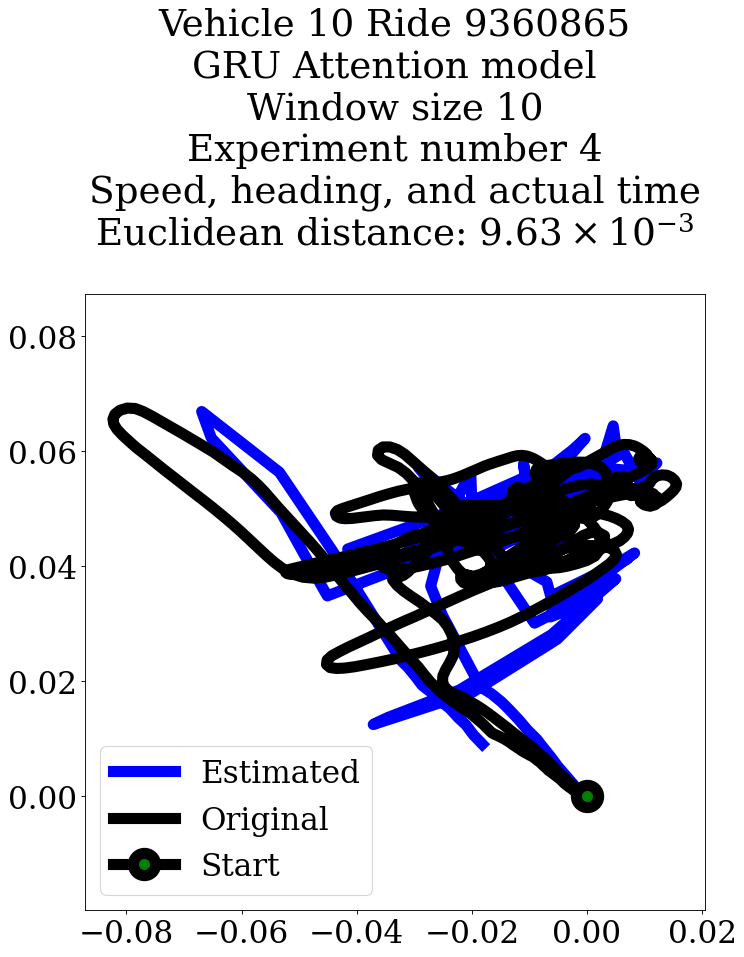 Vehicle 10 Ride 9360865
GRU Attention model
Window size 10
Experiment number 4
Speed, heading, and actual time
Euclidean distance: 9.63 × 10⁻³
0.08
0.06
0.04
0.02
0.00
Estimated
Original
Start
−0.08 −0.06 −0.04 −0.02 0.00 0.02